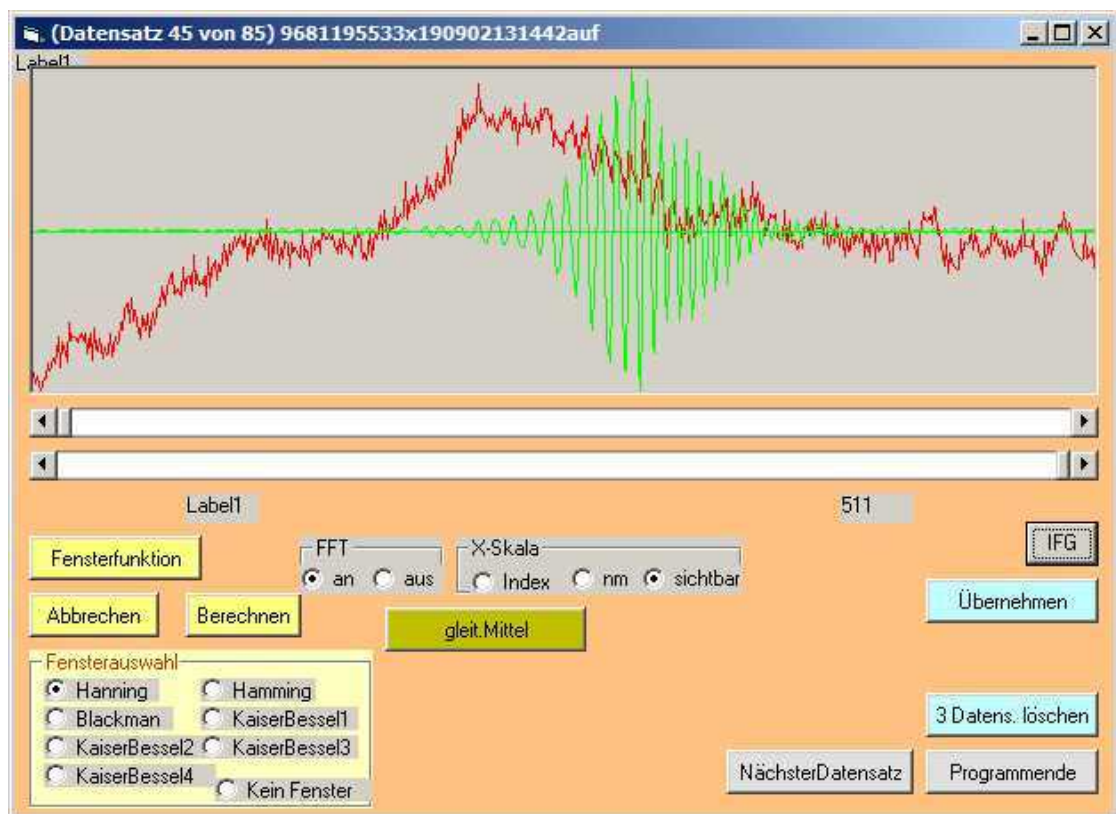 (Datensatz 45 von 85) 9681195533x190902131442auf
Label1
Label1
511
Fensterfunktion
FFT
an
aus
X-Skala
Index
nm
sichtbar
IFG
Abbrechen
Berechnen
gleit.Mittel
Übernehmen
Fensterauswahl
Hanning
Hamming
Blackman
KaiserBessel1
KaiserBessel2
KaiserBessel3
KaiserBessel4
Kein Fenster
3 Datens. löschen
NächsterDatensatz
Programmende